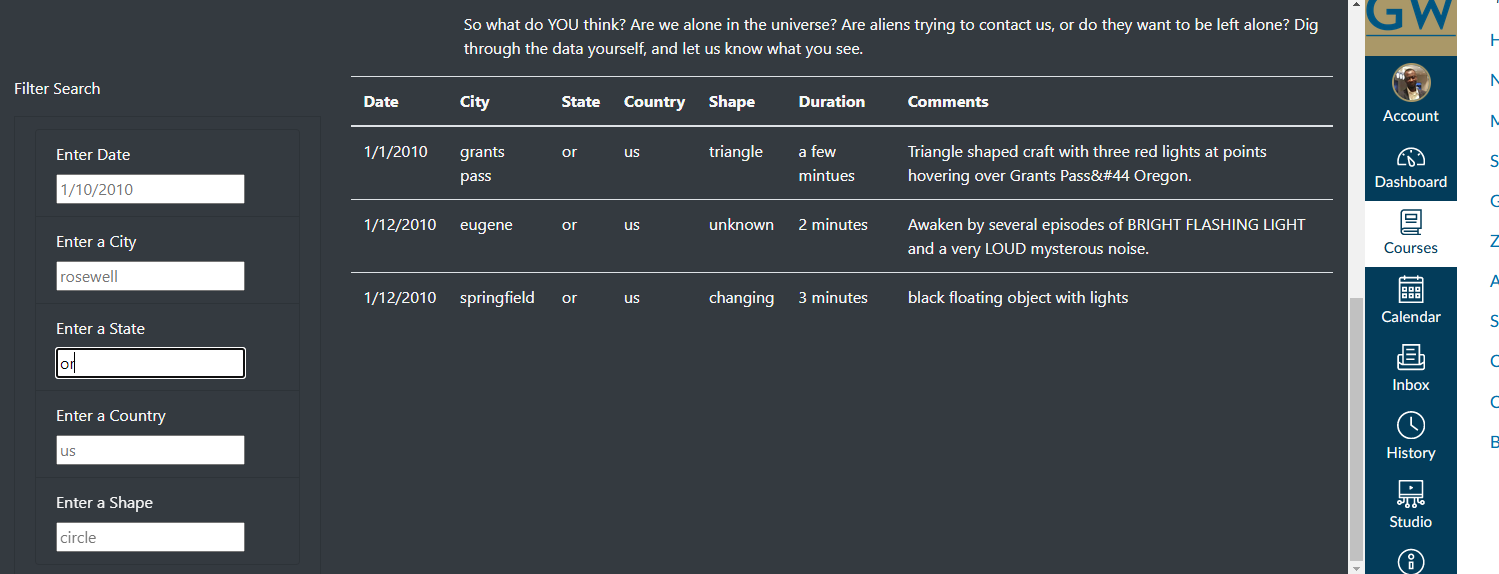 So what do YOU think? Are we alone in the universe? Are aliens trying to contact us, or do they want to be left alone? Dig
through the data yourself, and let us know what you see.
Filter Search
Enter Date
1/10/2010
Enter a City
rosewell
Enter a State
or
Enter a Country
us
Enter a Shape
circle
Date City State Country Shape Duration Comments
1/1/2010 grants or us triangle a few Triangle shaped craft with three red lights at points
pass mintues hovering over Grants Pass&#44 Oregon.
1/12/2010 eugene or us unknown 2 minutes Awaken by several episodes of BRIGHT FLASHING LIGHT
and a very LOUD mysterous noise.
1/12/2010 springfield or us changing 3 minutes black floating object with lights
GW
Account
Dashboard
Courses
Calendar
Inbox
History
Studio